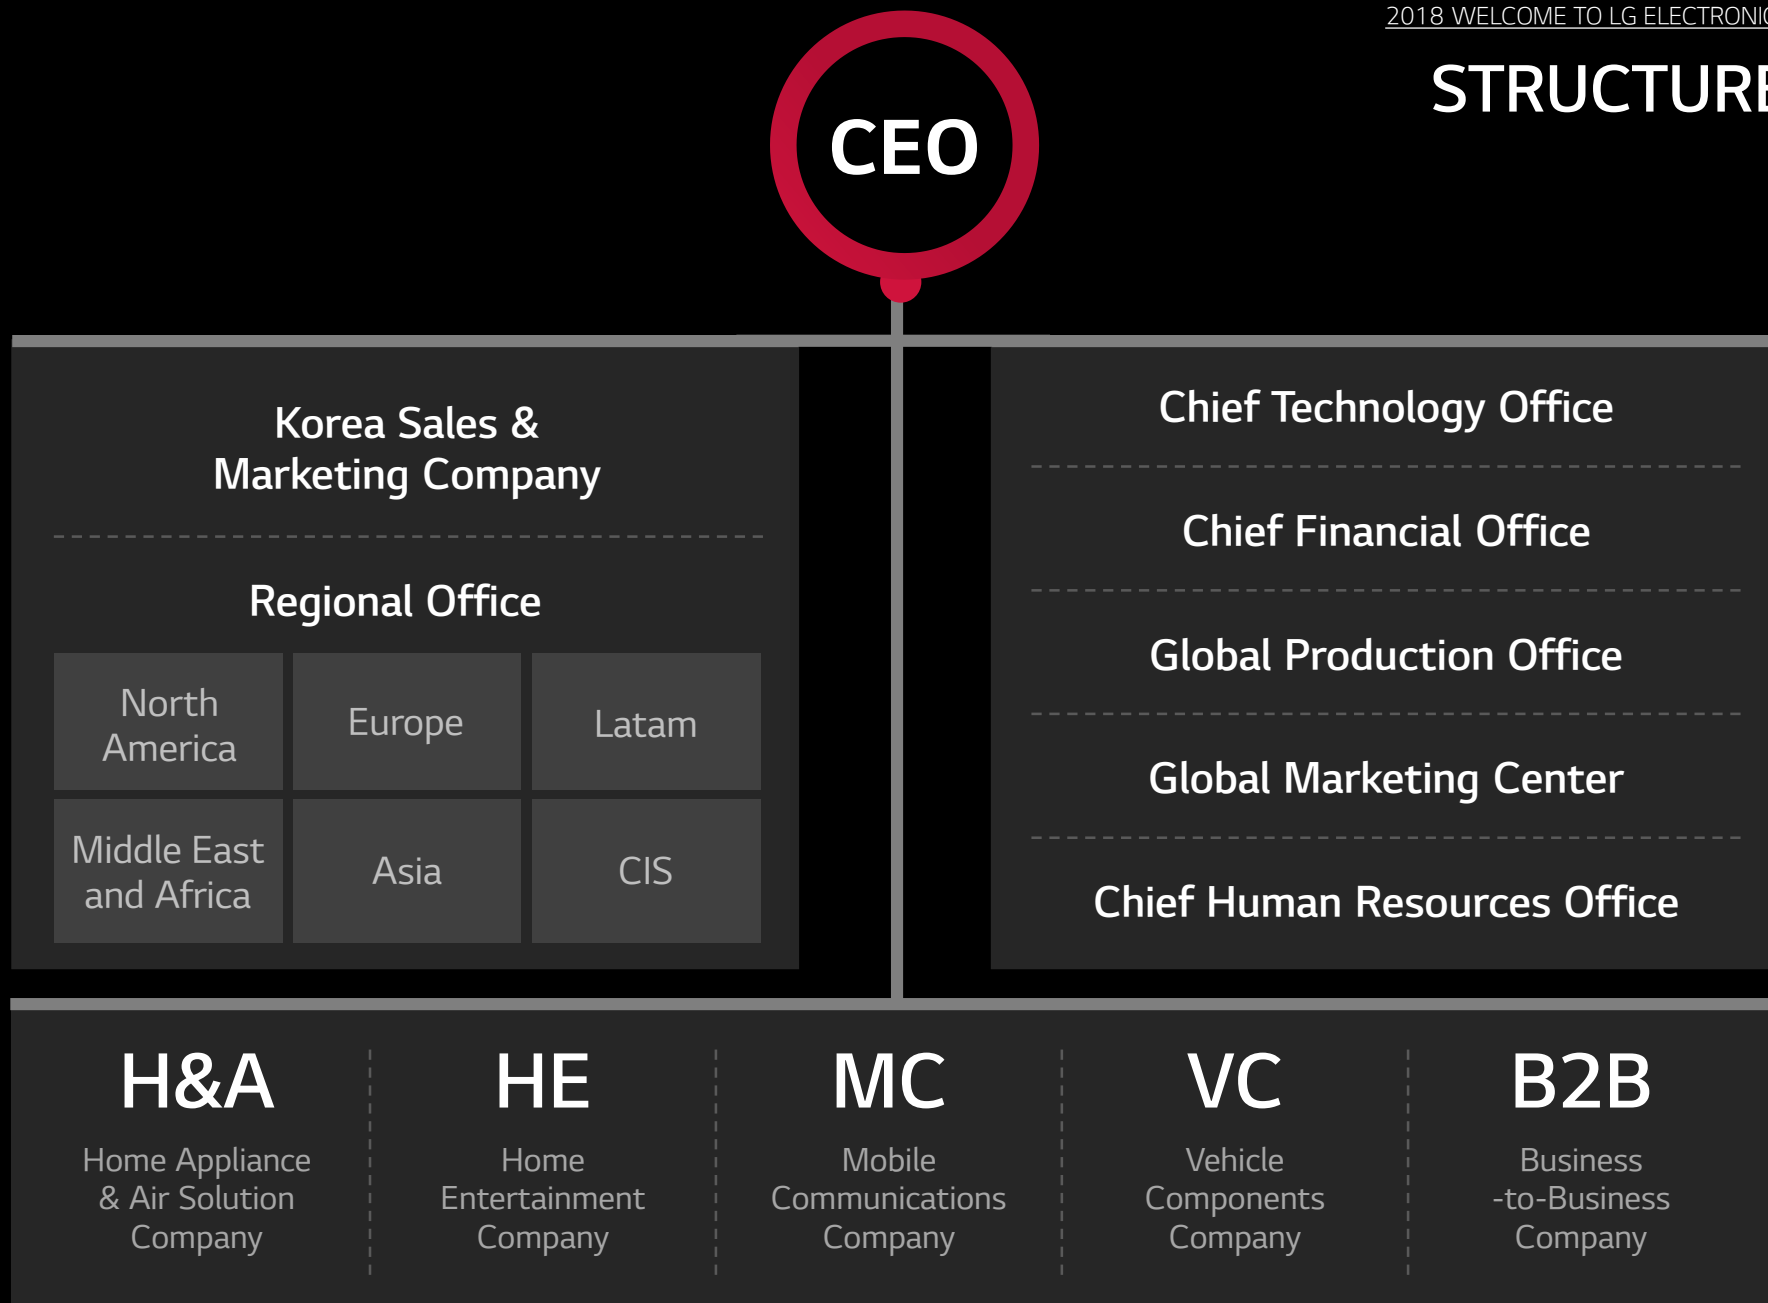 2018 WELCOME TO LG ELECTRONIC
STRUCTURE
CEO
Korea Sales &
Marketing Company
Regional Office
North
America
Europe
Latam
Middle East
and Africa
Asia
CIS
Chief Technology Office
Chief Financial Office
Global Production Office
Global Marketing Center
Chief Human Resources Office
H&A
Home Appliance
& Air Solution
Company
HE
Home
Entertainment
Company
MC
Mobile
Communications
Company
VC
Vehicle
Components
Company
B2B
Business
-to-Business
Company